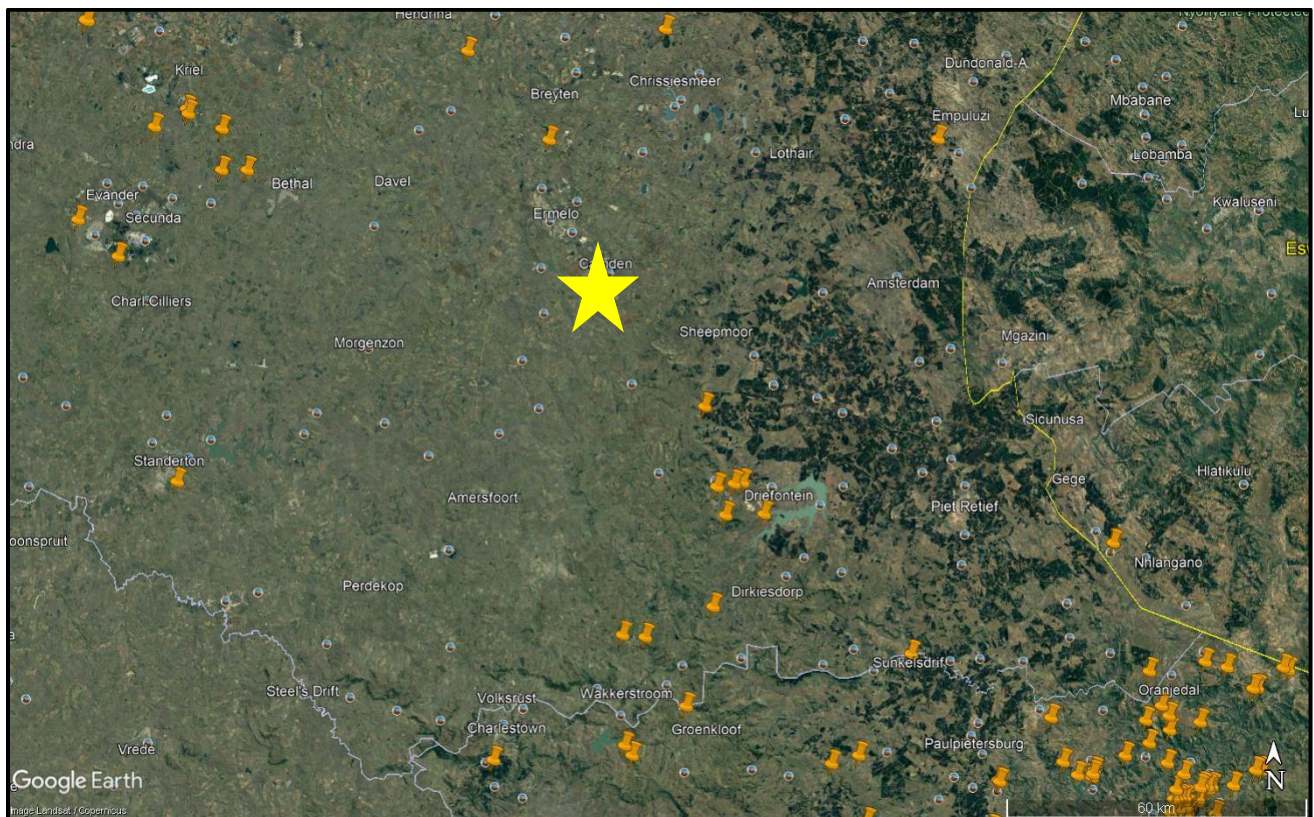 Hendrina
Nyonyane Protected
Kriel
Chrissiesmeer
Dundonald-A
Breyten
Mbabane
Empuluzi
Lu
ndra
Lothair
Lobamba
Bethal
Davel
Evander
Kwaluseni
Secunda
Ermelo
Es
Camden
Amsterdam
Charl Cilliers
Sheepmoor
Mgazini
Morgenzon
Sicunusa
Standerton
Hlatikulu
Gege
Amersfoort
Driefontein
Piet Retief
oonspruit
Nhlangano
Perdekop
Dirkiesdorp
a
Sunkelsdrif
Steel's Drift
Volksrust
Wakkerstroom
Oranjedal
Charlestown
Groenkloof
Vrede
Paulpietersburg
Google Earth
N
Image Landsat / Copernicus
60 km